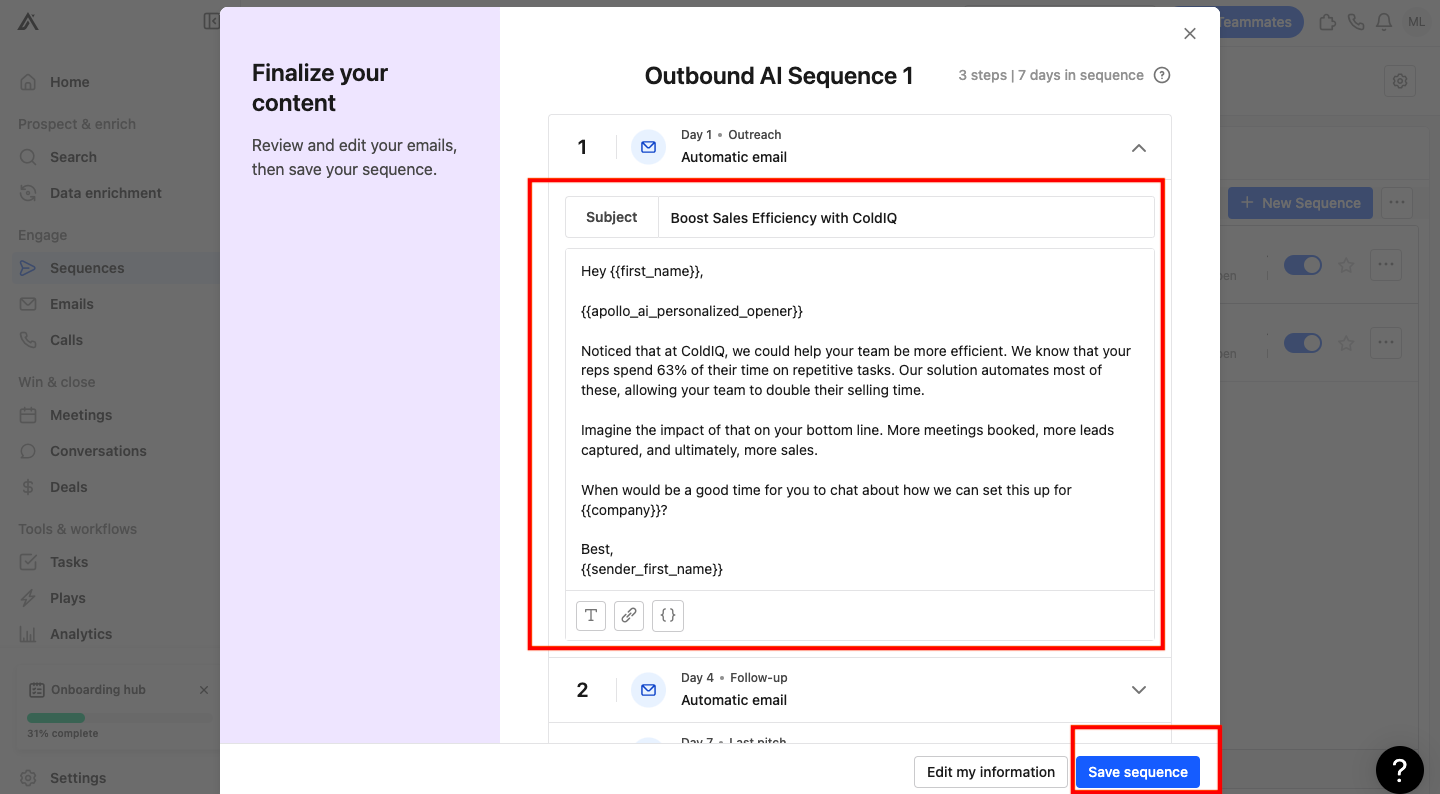 Teammates
ML
Home
Prospect & enrich
Search
Data enrichment
Engage
Sequences
Emails
Calls
Win & close
Meetings
Conversations
Deals
Tools & workflows
Tasks
Plays
Analytics
Onboarding hub
31% complete
Settings
Finalize your
content
Review and edit your emails,
then save your sequence.
Outbound AI Sequence 1
3 steps | 7 days in sequence
1
Day 1 • Outreach
Automatic email
Subject
Boost Sales Efficiency with ColdIQ
Hey {{first_name}},
{{apollo_ai_personalized_opener}}
Noticed that at ColdIQ, we could help your team be more efficient. We know that your
reps spend 63% of their time on repetitive tasks. Our solution automates most of
these, allowing your team to double their selling time.
Imagine the impact of that on your bottom line. More meetings booked, more leads
captured, and ultimately, more sales.
When would be a good time for you to chat about how we can set this up for
{{company}}?
Best,
{{sender_first_name}}
2
Day 4 • Follow-up
Automatic email
Day 7 • Last pitch
Edit my information
Save sequence
+ New Sequence